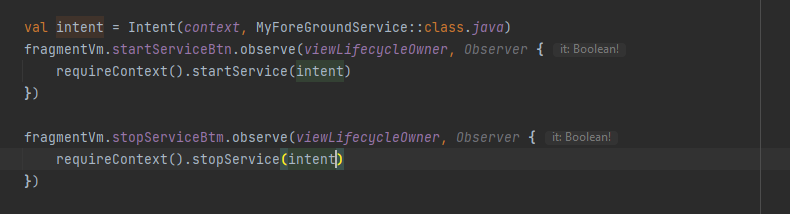 val intent = Intent(context, MyForeGroundService::class.java)
fragmentVm.startServiceBtn.observe(viewLifecycleOwner, Observer { it: Boolean!
requireContext().startService(intent)
})
fragmentVm.stopServiceBtm.observe(viewLifecycleOwner, Observer { it: Boolean!
requireContext().stopService(intent)
})